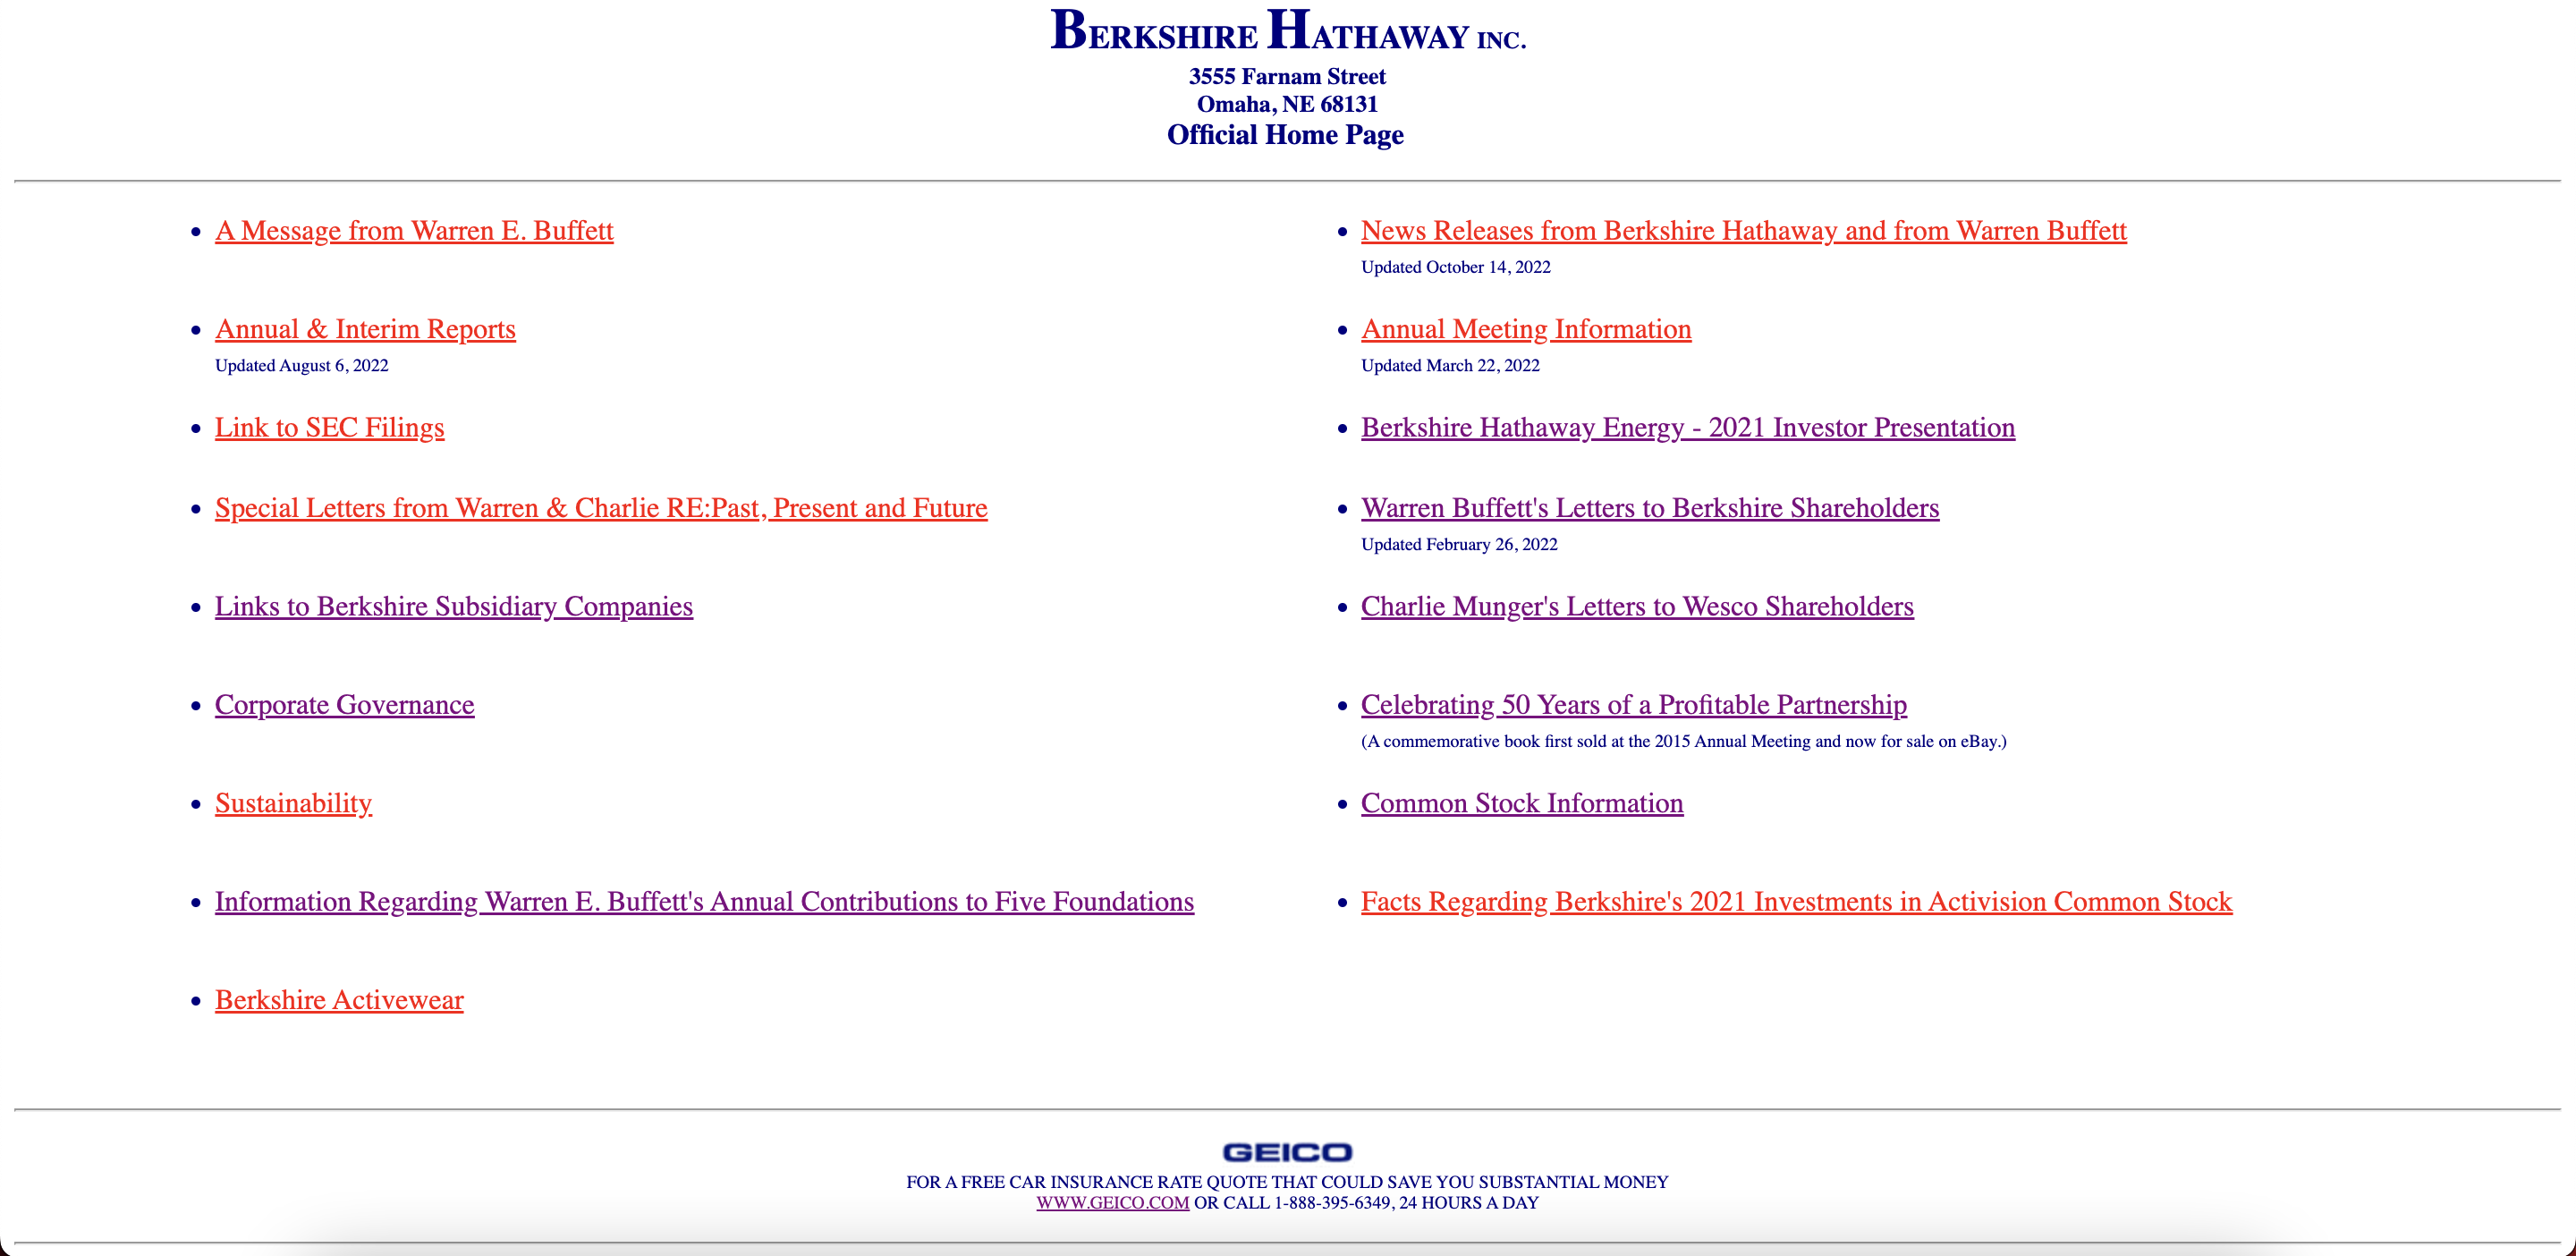 BERKSHIRE HATHAWAY INC.
3555 Farnam Street
Omaha, NE 68131
Official Home Page
A Message from Warren E. Buffett
News Releases from Berkshire Hathaway and from Warren Buffett
Updated October 14, 2022
Annual & Interim Reports
Updated August 6, 2022
Annual Meeting Information
Updated March 22, 2022
Link to SEC Filings
Berkshire Hathaway Energy - 2021 Investor Presentation
Special Letters from Warren & Charlie RE:Past, Present and Future
Warren Buffett's Letters to Berkshire Shareholders
Updated February 26, 2022
Links to Berkshire Subsidiary Companies
Charlie Munger's Letters to Wesco Shareholders
Corporate Governance
Celebrating 50 Years of a Profitable Partnership
(A commemorative book first sold at the 2015 Annual Meeting and now for sale on eBay.)
Sustainability
Common Stock Information
Information Regarding Warren E. Buffett's Annual Contributions to Five Foundations
Facts Regarding Berkshire's 2021 Investments in Activision Common Stock
Berkshire Activewear
GEICO
FOR A FREE CAR INSURANCE RATE QUOTE THAT COULD SAVE YOU SUBSTANTIAL MONEY
WWW.GEICO.COM OR CALL 1-888-395-6349, 24 HOURS A DAY